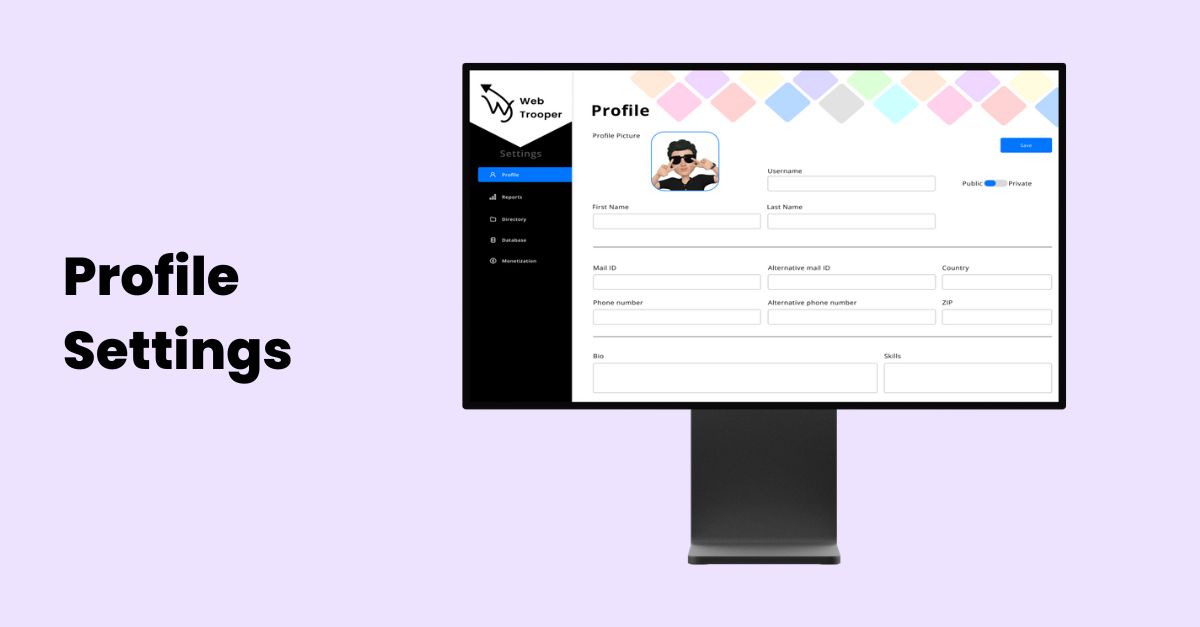 Profile
Settings
Web
Trooper
Settings
Profile
Reports
Directory
Database
Monetization
Profile
Profile Picture
Save
Username
Public Private
First Name Last Name
Mail ID Alternative mail ID Country
Phone number Alternative phone number ZIP
Bio Skills